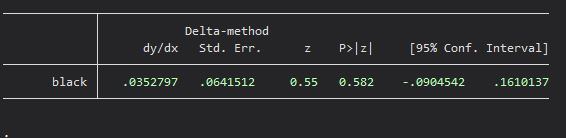 Delta-method
dy/dx Std. Err. z P>|z| [95% Conf. Interval]
black .0352797 .0641512 0.55 0.582 -.0904542 .1610137
.